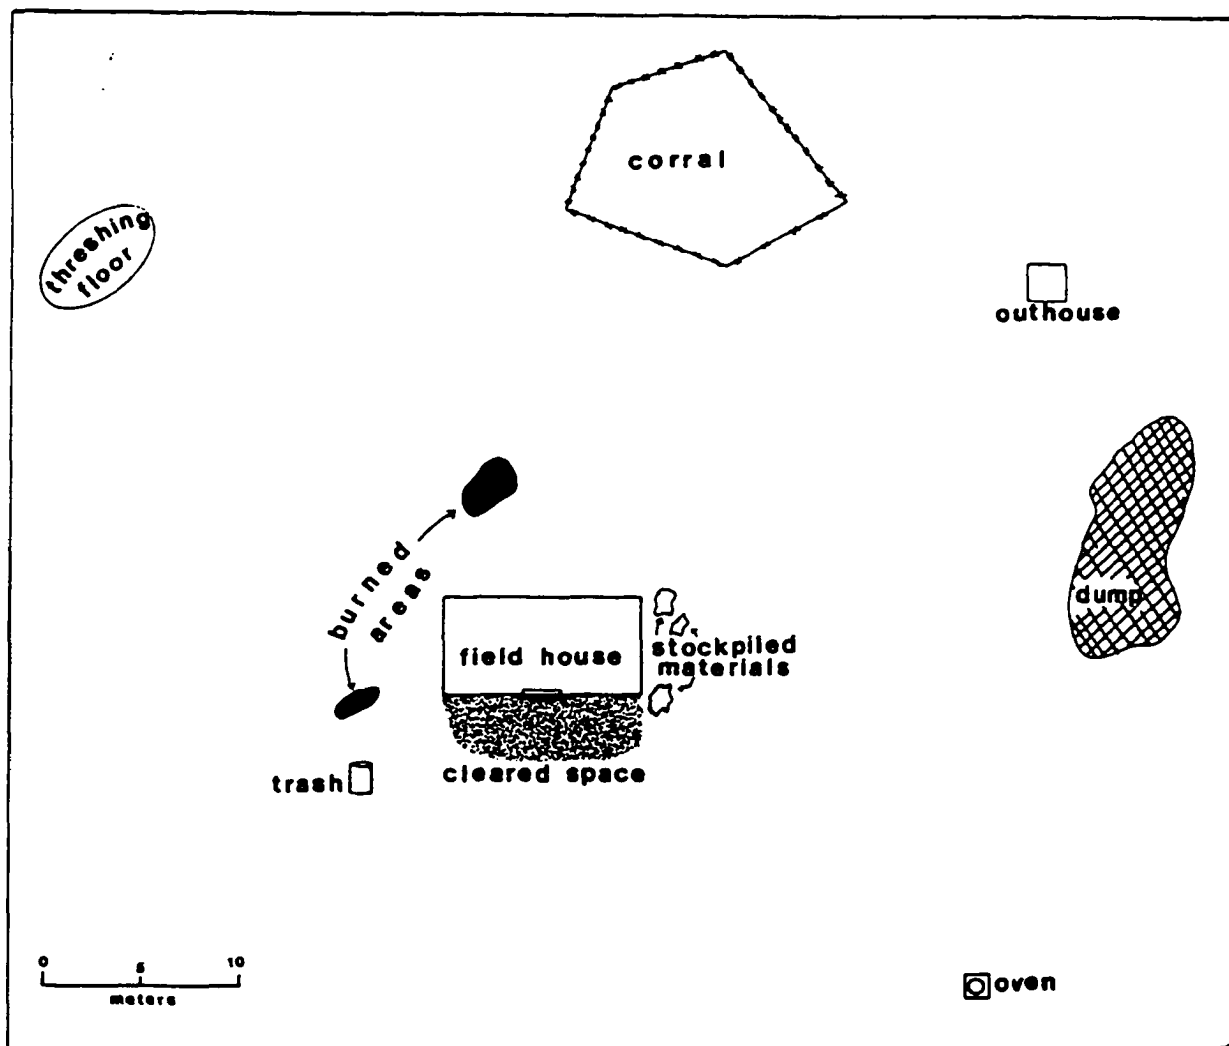 corral
threshing
floor
outhouse
burned
areas
dump
field house
stockpiled
materials
trash
cleared space
0 5 10
meters
oven